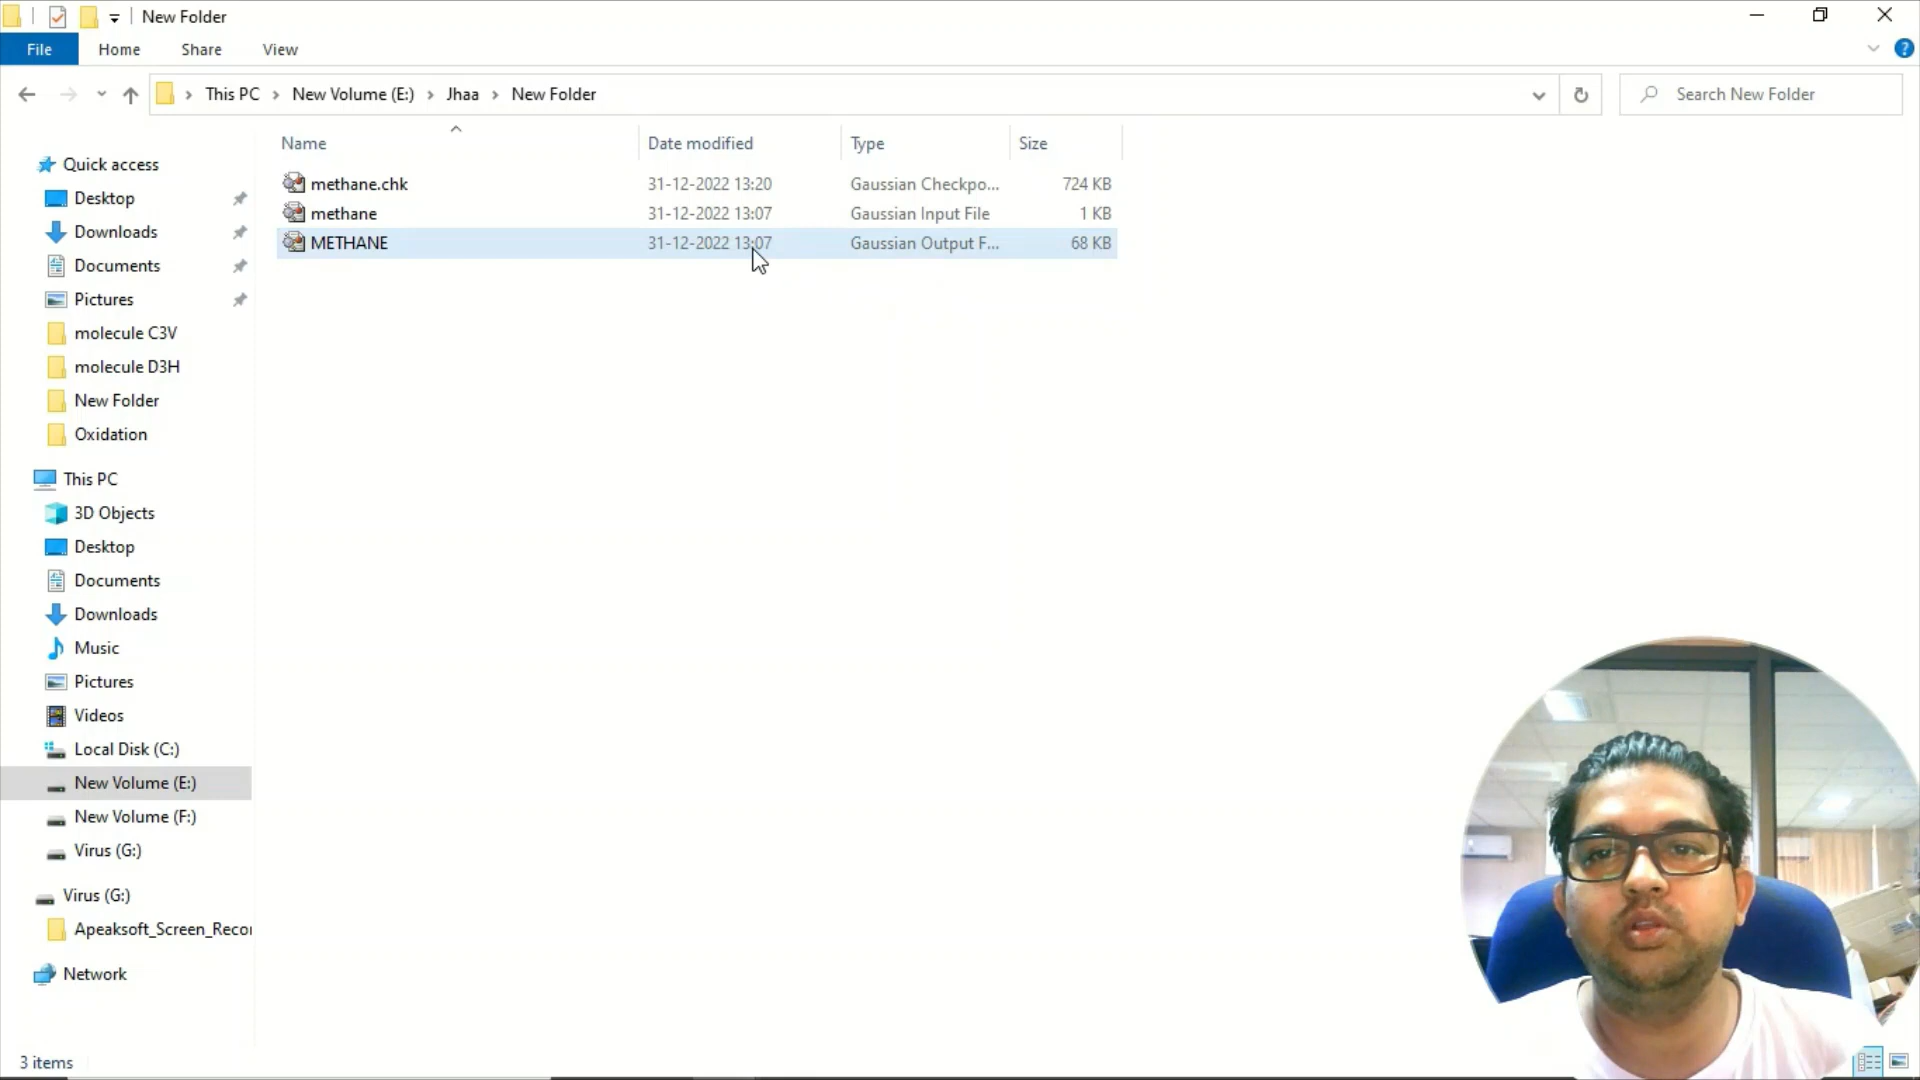 New Folder
File Home Share View
This PC New Volume (E:) Jhaa New Folder
Search New Folder
Name Date modified Type Size
methane.chk 31-12-2022 13:20 Gaussian Checkpo... 724 KB
methane 31-12-2022 13:07 Gaussian Input File 1 KB
METHANE 31-12-2022 13:07 Gaussian Output F... 68 KB
Quick access
Desktop
Downloads
Documents
Pictures
molecule C3V
molecule D3H
New Folder
Oxidation
This PC
3D Objects
Desktop
Documents
Downloads
Music
Pictures
Videos
Local Disk (C:)
New Volume (E:)
New Volume (F:)
Virus (G:)
Virus (G:)
Apeaksoft_Screen_Recor
Network
3 items